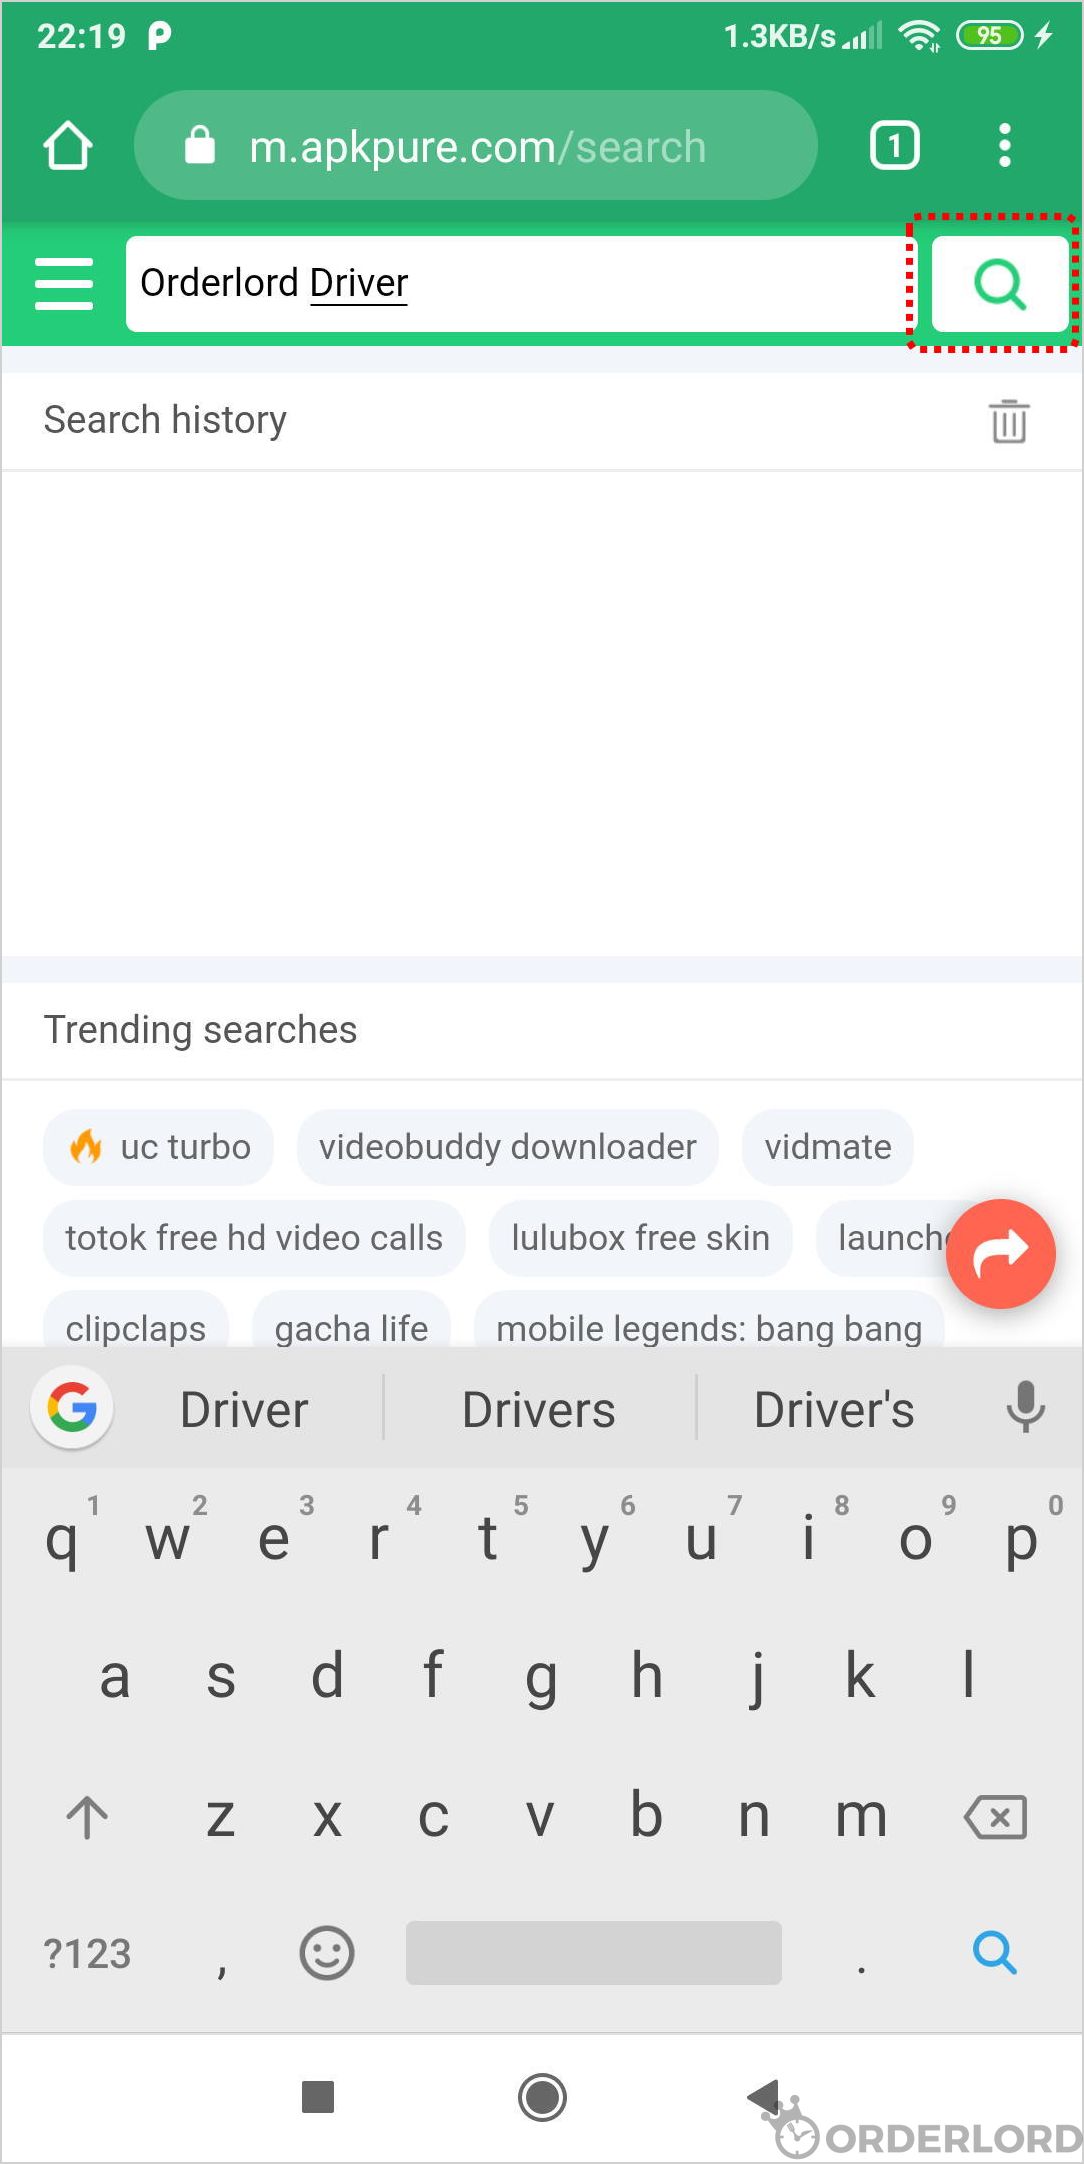 22:19 1.3KB/s 95
m.apkpure.com/search 1
Orderlord Driver
Search history
Trending searches
uc turbo videobuddy downloader vidmate
totok free hd video calls lulubox free skin
clipclaps gacha life mobile legends: bang bang
Driver Drivers Driver's
1 2 3 4 5 6 7 8 9 0
q w e r t y u i o p
a s d f g h j k l
z x c v b n m
?123 , .
ORDERLORD